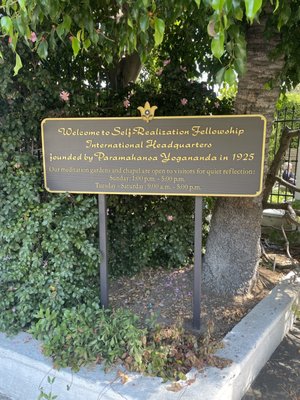 Welcome to Self-Realization Fellowship
International Headquarters
founded by Paramahansa Yogananda in 1925
Our meditation gardens and chapel are open to visitors for quiet reflection:
Sunday: 1:00 p.m. - 5:00 p.m.
Tuesday - Saturday: 9:00 a.m. - 5:00 p.m.